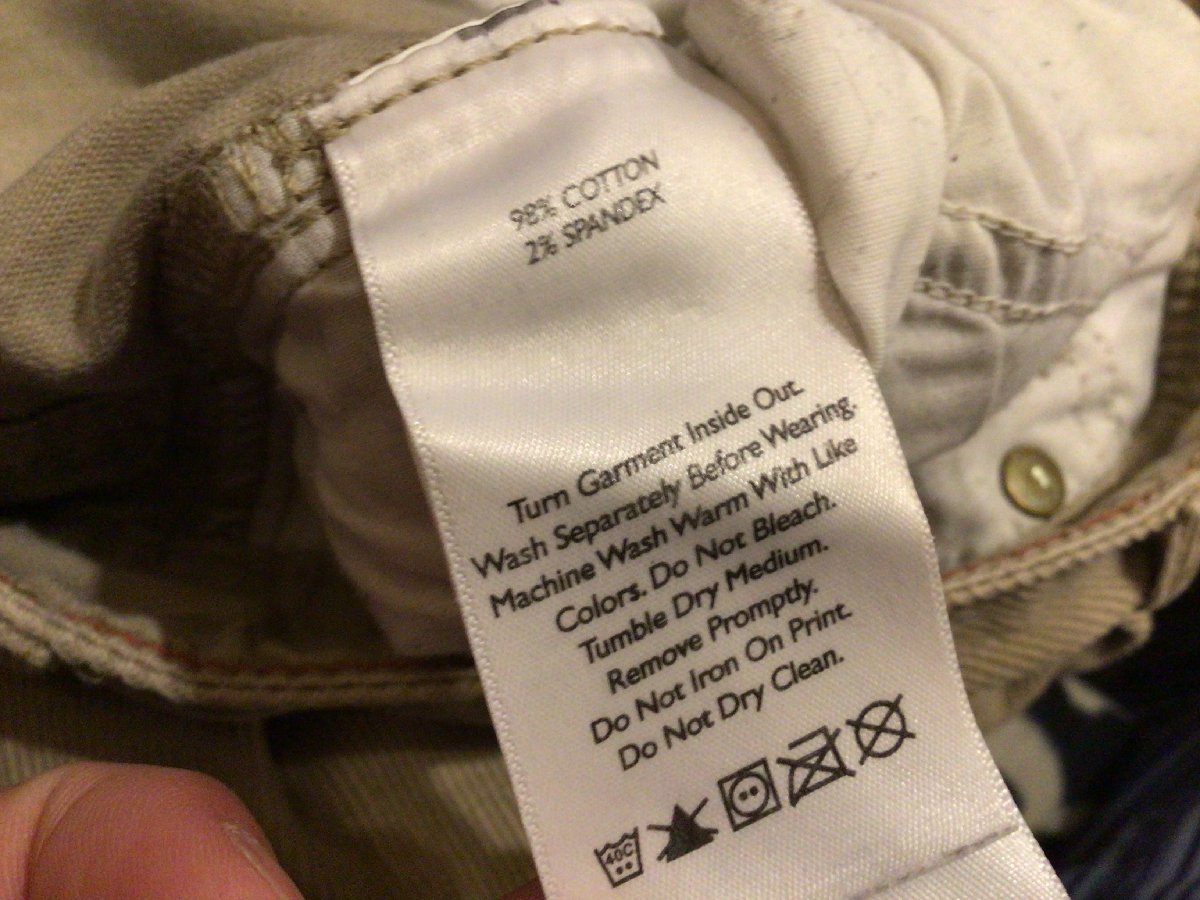 98% COTTON
2% SPANDEX
Turn Garment Inside Out.
Wash Separately Before Wearing.
Machine Wash Warm With Like
Colors. Do Not Bleach.
Tumble Dry Medium.
Remove Promptly.
Do Not Iron On Print.
Do Not Dry Clean.
40C